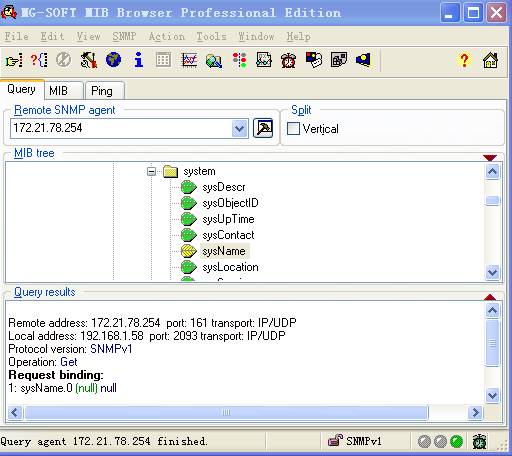 MG-SOFT MIB Browser Professional Edition
File Edit View SNMP Action Tools Window Help
Query MIB Ping
Remote SNMP agent
Split
172.21.78.254
Vertical
MIB tree
system
sysDescr
sysObjectID
sysUpTime
sysContact
sysName
sysLocation
Query results
Remote address: 172.21.78.254 port: 161 transport: IP/UDP
Local address: 192.168.1.58 port: 2093 transport: IP/UDP
Protocol version: SNMPv1
Operation: Get
Request binding:
1: sysName.0 (null) null
Query agent 172.21.78.254 finished.
SNMPv1